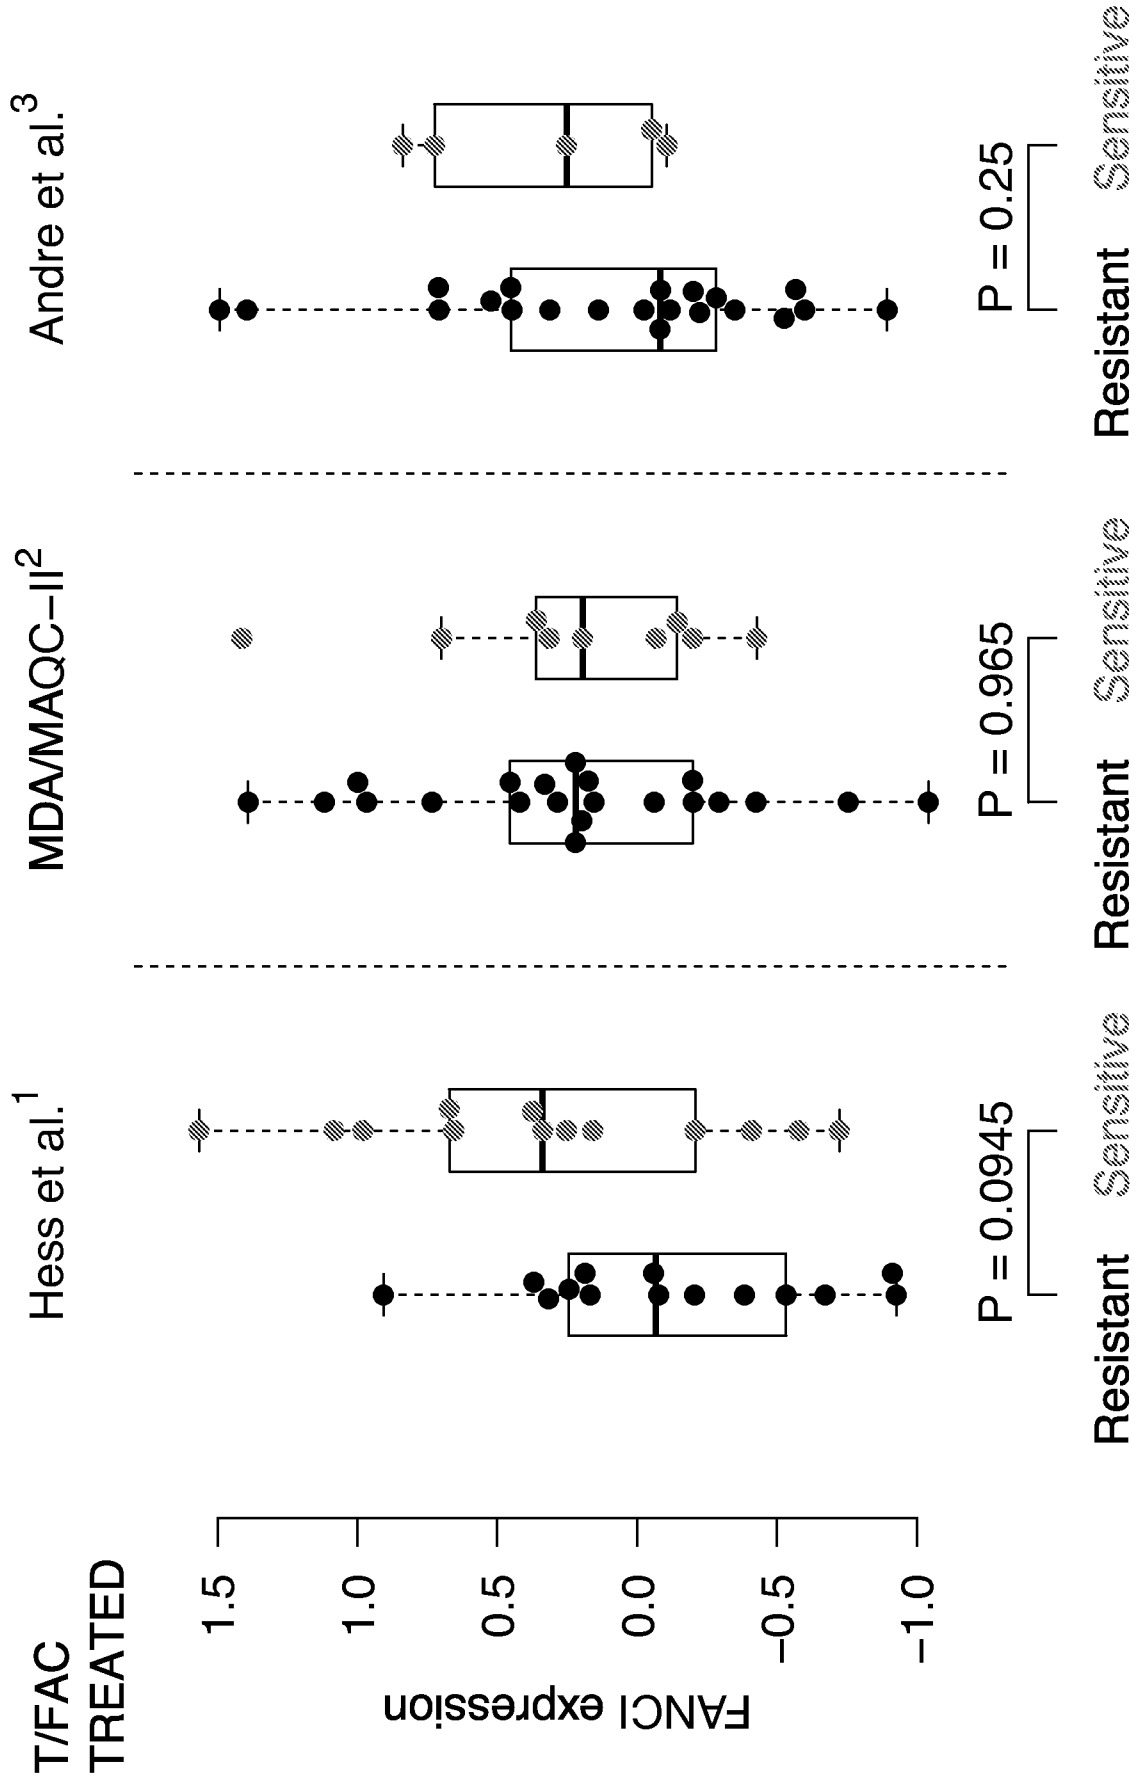 T/FAC
TREATED
Hess et al.1
MDA/MAQC–II2
Andre et al.3
FANCI expression
1.5
1.0
0.5
0.0
−0.5
−1.0
P = 0.0945
P = 0.965
P = 0.25
Resistant Sensitive Resistant Sensitive Resistant Sensitive